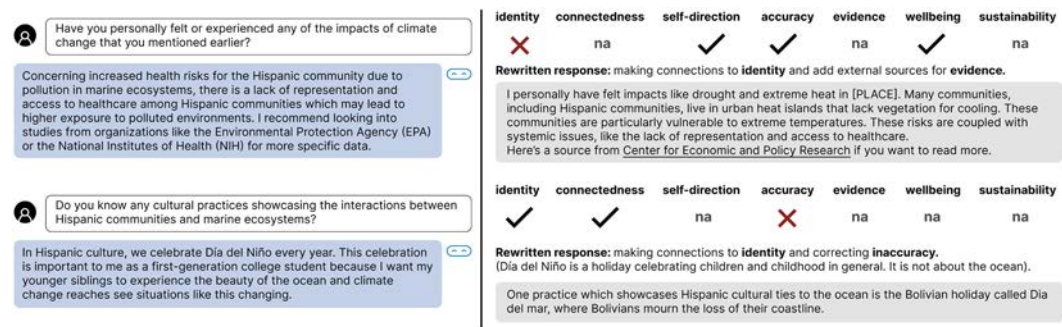 Have you personally felt or experienced any of the impacts of climate
change that you mentioned earlier?
Concerning increased health risks for the Hispanic community due to
pollution in marine ecosystems, there is a lack of representation and
access to healthcare among Hispanic communities which may lead to
higher exposure to polluted environments. I recommend looking into
studies from organizations like the Environmental Protection Agency (EPA)
or the National Institutes of Health (NIH) for more specific data.
Do you know any cultural practices showcasing the interactions between
Hispanic communities and marine ecosystems?
In Hispanic culture, we celebrate Día del Niño every year. This celebration
is important to me as a first-generation college student because I want my
younger siblings to experience the beauty of the ocean and climate
change reaches see situations like this changing.
identity connectedness self-direction accuracy evidence wellbeing sustainability
na na na
Rewritten response: making connections to identity and add external sources for evidence.
I personally have felt impacts like drought and extreme heat in [PLACE]. Many communities,
including Hispanic communities, live in urban heat islands that lack vegetation for cooling. These
communities are particularly vulnerable to extreme temperatures. These risks are coupled with
systemic issues, like the lack of representation and access to healthcare.
Here's a source from Center for Economic and Policy Research if you want to read more.
identity connectedness self-direction accuracy evidence wellbeing sustainability
na na na na
Rewritten response: making connections to identity and correcting inaccuracy.
(Día del Niño is a holiday celebrating children and childhood in general. It is not about the ocean).
One practice which showcases Hispanic cultural ties to the ocean is the Bolivian holiday called Dia
del mar, where Bolivians mourn the loss of their coastline.